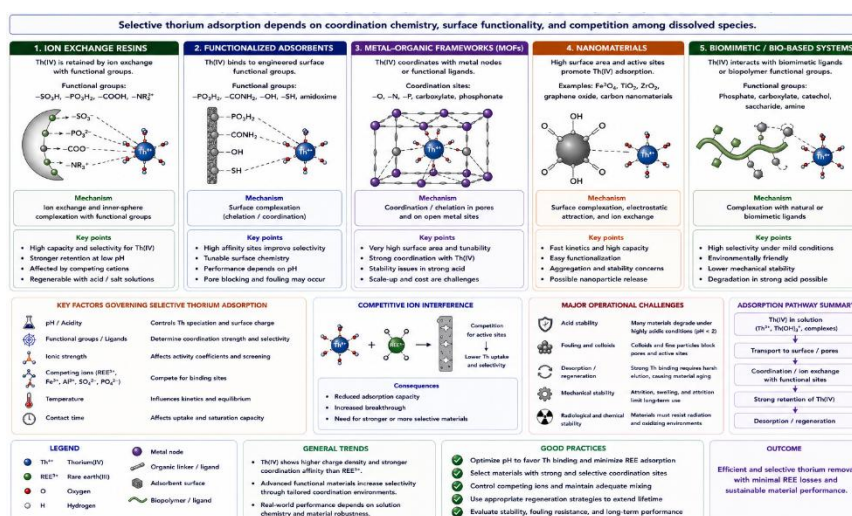 Selective thorium adsorption depends on coordination chemistry, surface functionality, and competition among dissolved species.
1. ION EXCHANGE RESINS
Th(IV) is retained by ion exchange
with functional groups.
Functional groups:
–SO₃H, –PO₃H₂, –COOH, –NR₃⁺
SO₃⁻
PO₃²⁻
COO⁻
NR₃⁺
Th⁴⁺
Mechanism
Ion exchange and inner-sphere
complexation with functional groups
Key points
• High capacity and selectivity for Th(IV)
• Stronger retention at low pH
• Affected by competing cations
• Regenerable with acid / salt solutions
2. FUNCTIONALIZED ADSORBENTS
Th(IV) binds to engineered surface
functional groups.
Functional groups:
–PO₃H₂, –CONH₂, –OH, –SH, amidoxime
PO₃H₂
CONH₂
OH
SH
Th⁴⁺
Mechanism
Surface complexation
(chelation / coordination)
Key points
• High affinity sites improve selectivity
• Tunable surface chemistry
• Performance depends on pH
• Pore blocking and fouling may occur
3. METAL–ORGANIC FRAMEWORKS (MOFs)
Th(IV) coordinates with metal nodes
or functional ligands.
Coordination sites:
–O, –N, –P, carboxylate, phosphonate
Th⁴⁺
Mechanism
Coordination / chelation in pores
and on open metal sites
Key points
• Very high surface area and tunability
• Strong coordination with Th(IV)
• Stability issues in strong acid
• Scale-up and cost are challenges
4. NANOMATERIALS
High surface area and active sites
promote Th(IV) adsorption.
Examples: Fe³O₄, TiO₂, ZrO₂,
graphene oxide, carbon nanomaterials
OH
O
O
O
O
OH
Th⁴⁺
Mechanism
Surface complexation, electrostatic
attraction, and ion exchange
Key points
• Fast kinetics and high capacity
• Easy functionalization
• Aggregation and stability concerns
• Possible nanoparticle release
5. BIOMIMETIC / BIO-BASED SYSTEMS
Th(IV) interacts with biomimetic ligands
or biopolymer functional groups.
Functional groups:
Phosphate, carboxylate, catechol,
saccharide, amine
Th⁴⁺
Mechanism
Complexation with natural or
biomimetic ligands
Key points
• High selectivity under mild conditions
• Environmentally friendly
• Lower mechanical stability
• Degradation in strong acid possible
KEY FACTORS GOVERNING SELECTIVE THORIUM ADSORPTION
pH / Acidity Controls Th speciation and surface charge
Functional groups / Ligands Determine coordination strength and selectivity
Ionic strength Affects activity coefficients and screening
Competing ions (REE³⁺,
Fe³⁺, Al³⁺, SO₄²⁻, PO₄³⁻) Compete for binding sites
Temperature Influences kinetics and equilibrium
Contact time Affects uptake and saturation capacity
COMPETITIVE ION INTERFERENCE
Th⁴⁺
+
REE³⁺
Competition
for active sites
Lower Th uptake
and selectivity
Consequences
• Reduced adsorption capacity
• Increased breakthrough
• Need for stronger or more selective materials
MAJOR OPERATIONAL CHALLENGES
Acid stability Many materials degrade under
highly acidic conditions (pH < 2)
Fouling and colloids Colloids and fine particles block
pores and active sites
Desorption /
regeneration Strong Th binding requires harsh
elution, causing material aging
Mechanical stability Attrition, swelling, and attrition
limit long-term use
Radiological and chemical
stability Materials must resist radiation
and oxidizing environments
ADSORPTION PATHWAY SUMMARY
Th(IV) in solution
Transport to surface / pores
Coordination / ion exchange
with functional sites
Strong retention of Th(IV)
Desorption / regeneration
LEGEND
Th⁴⁺ Thorium(IV)
REE³⁺ Rare earth(III)
O Oxygen
H Hydrogen
Metal node
Organic linker / ligand
Adsorbent surface
Biopolymer / ligand
GENERAL TRENDS
• Th(IV) shows higher charge density and stronger
coordination affinity than REE³⁺.
• Advanced functional materials increase selectivity
through tailored coordination environments.
• Real-world performance depends on solution
chemistry and material robustness.
GOOD PRACTICES
Optimize pH to favor Th binding and minimize REE adsorption
Select materials with strong and selective coordination sites
Control competing ions and maintain adequate mixing
Use appropriate regeneration strategies to extend lifetime
Evaluate stability, fouling resistance, and long-term performance
OUTCOME
Efficient and selective thorium remova
with minimal REE losses and
sustainable material performance.